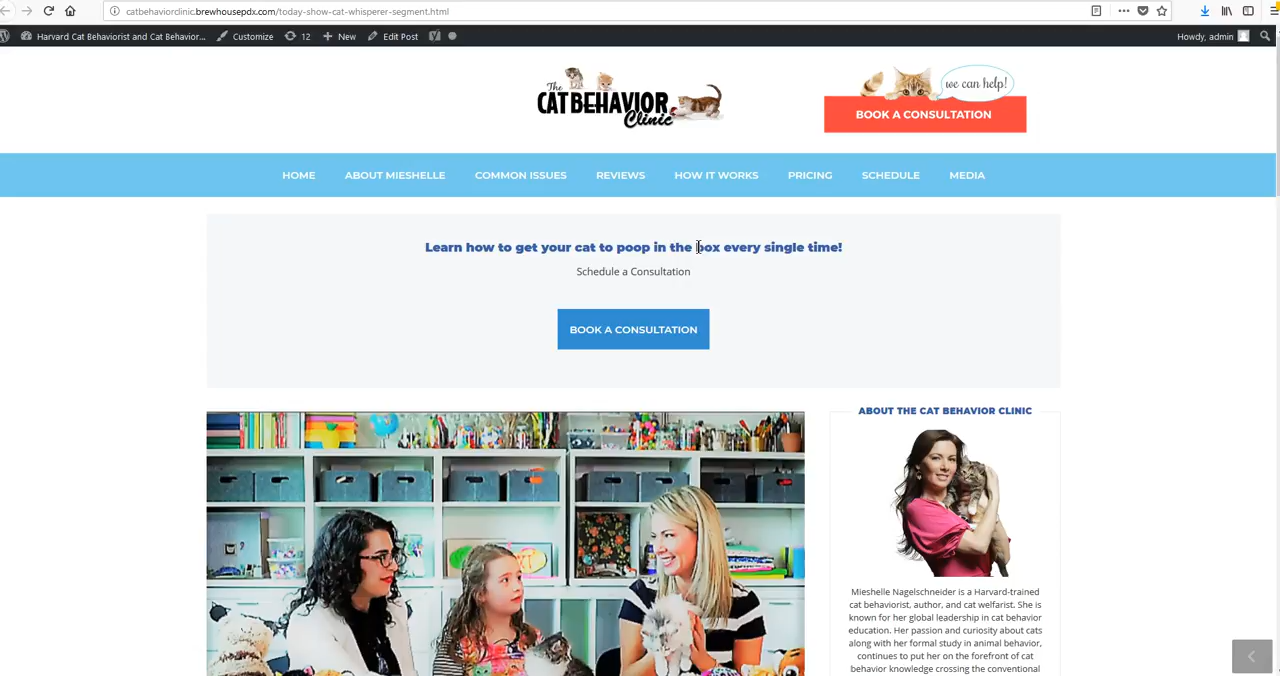 catbehaviorclinic.brewhousepdx.com/today-show-cat-whisperer-segment.html
Harvard Cat Behaviorist and Cat Behavior... Customize 12 New Edit Post Howdy, admin
The
CAT BEHAVIOR
Clinic
we can help!
BOOK A CONSULTATION
HOME ABOUT MIESHELLE COMMON ISSUES REVIEWS HOW IT WORKS PRICING SCHEDULE MEDIA
Learn how to get your cat to poop in the box every single time!
Schedule a Consultation
BOOK A CONSULTATION
ABOUT THE CAT BEHAVIOR CLINIC
Mieshelle Nagelschneider is a Harvard-trained
cat behaviorist, author, and cat welfarist. She is
known for her global leadership in cat behavior
education. Her passion and curiosity about cats
along with her formal study in animal behavior,
continues to put her on the forefront of cat
behavior knowledge crossing the conventional